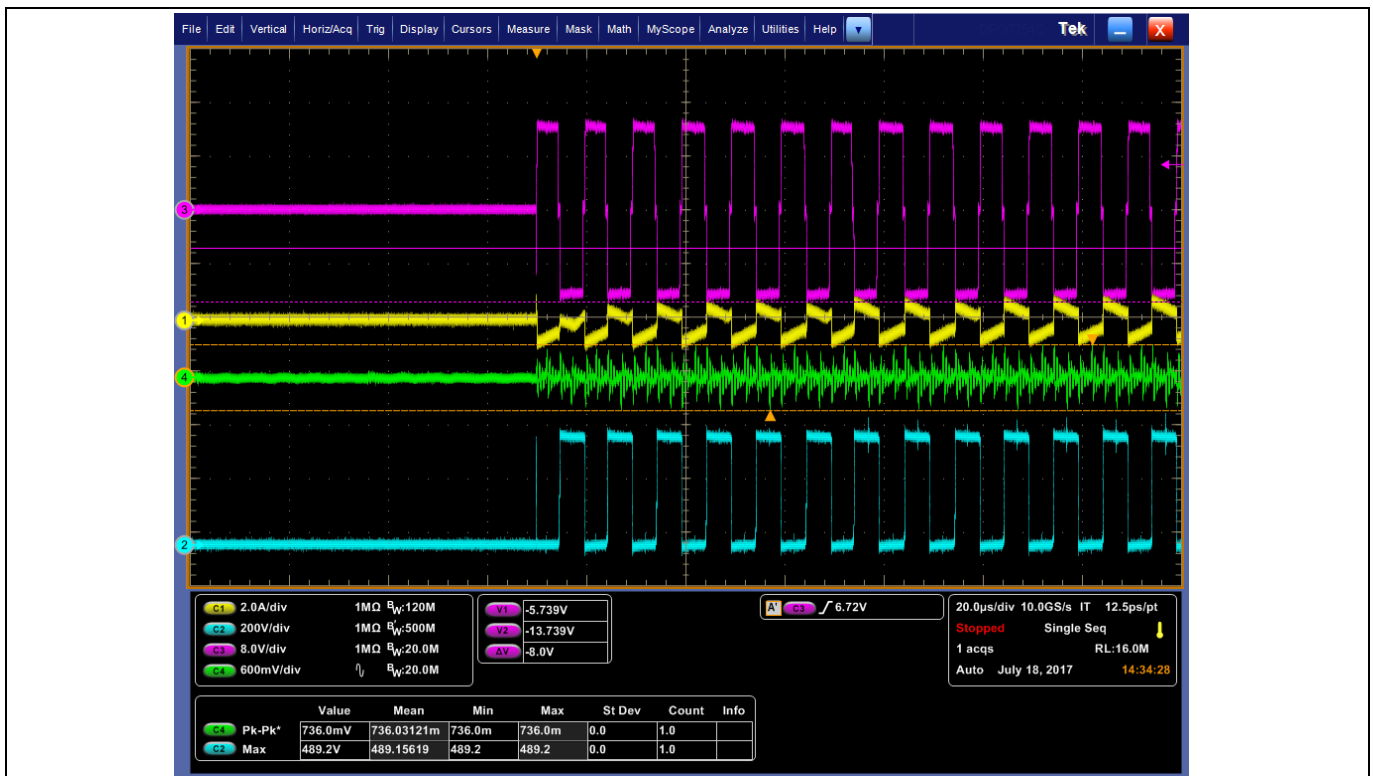 File Edit Vertical Horiz/Acq Trig Display Cursors Measure Mask Math MyScope Analyze Utilities Help Tek X
3
1
4
2
C1 2.0A/div 1MΩ BW:120M
C2 200V/div 1MΩ B'W:500M
C3 8.0V/div 1MΩ BW:20.0M
C4 600mV/div BW:20.0M
V1 -5.739V
V2 -13.739V
ΔV -8.0V
A' C3 6.72V
20.0µs/div 10.0GS/s IT 12.5ps/pt
Stopped Single Seq
1 acqs RL:16.0M
Auto July 18, 2017 14:34:28
Value Mean Min Max St Dev Count Info
C4 Pk-Pk* 736.0mV 736.03121m 736.0m 736.0m 0.0 1.0
C2 Max 489.2V 489.15619 489.2 489.2 0.0 1.0